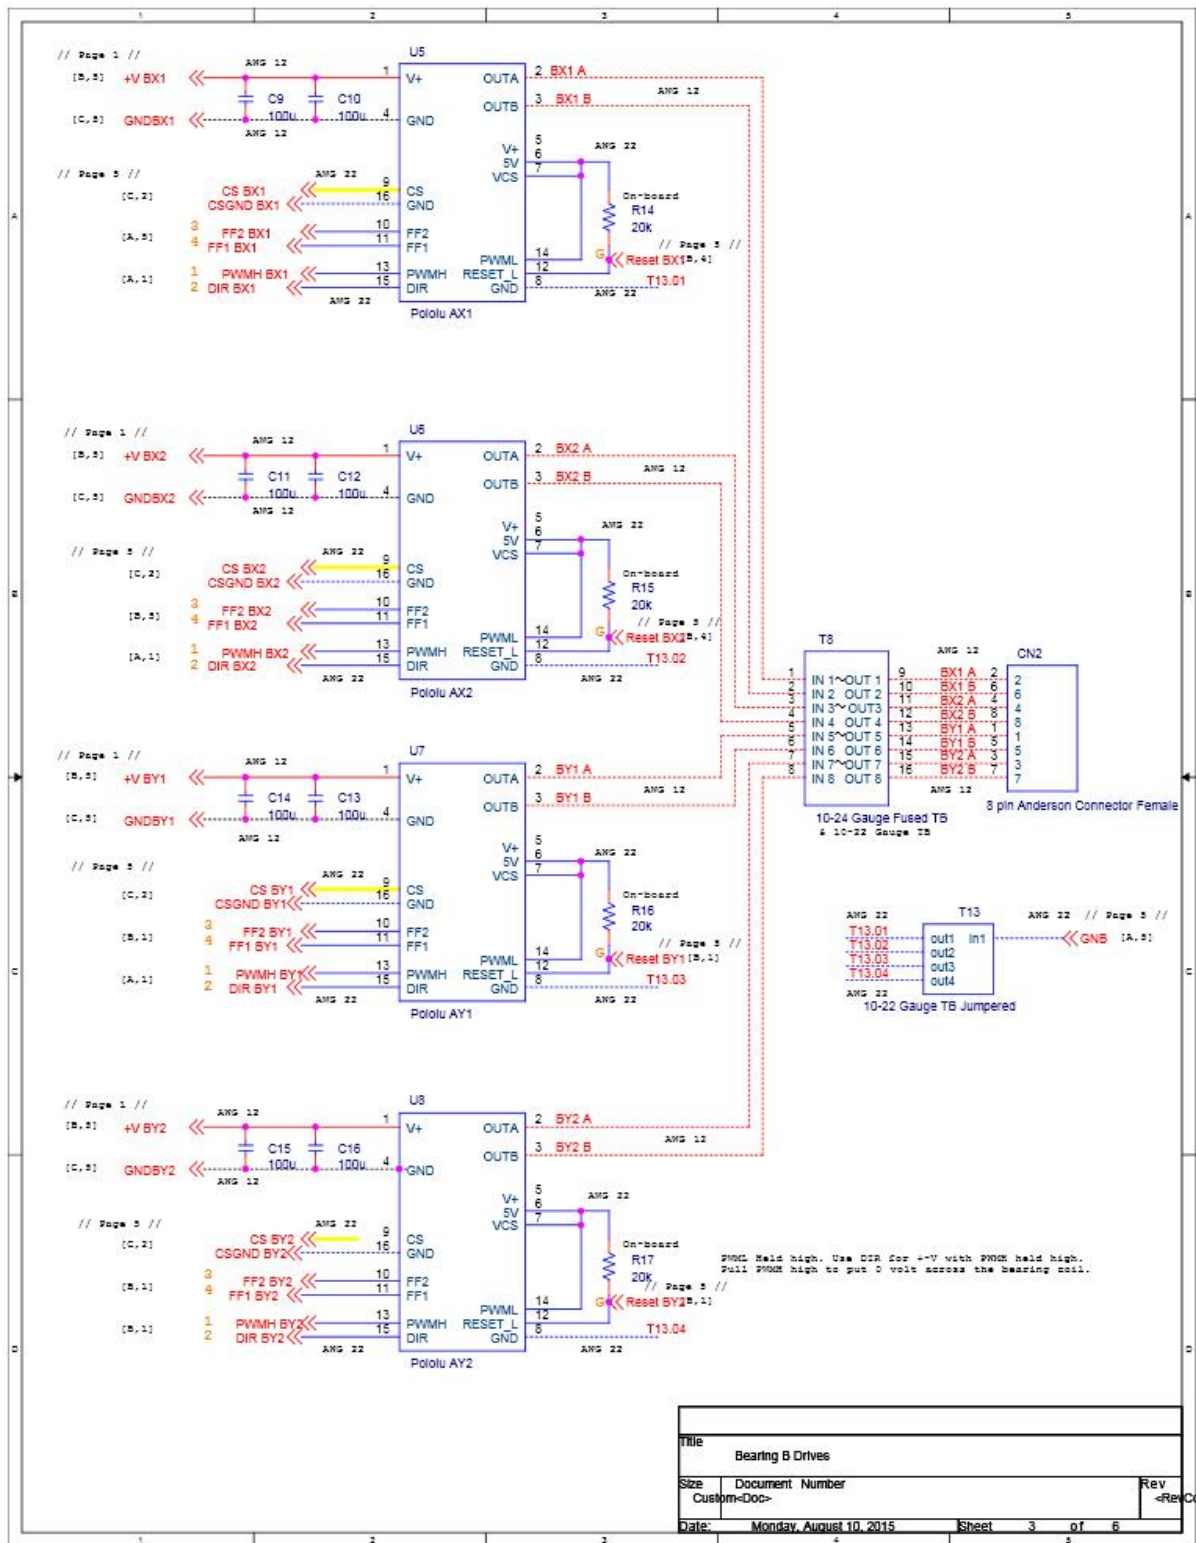 1 2 3 4 5
// Page 1 //
U5
AWG 12
[B,5] +V BX1 1 V+ OUTA 2 BX1 A
AWG 12
C9 C10 OUTB 3 BX1 B
100u 100u
[C,5] GNDBX1 4 GND
AWG 12
V+ 5 AWG 22
5V 6
VCS 7
// Page 5 //
AWG 22
[C,2] CS BX1 9 CS
CSGND BX1 16 GND
On-board
R14
20k
[A,5] 3 FF2 BX1 10 FF2
4 FF1 BX1 11 FF1
// Page 5 //
PWML 14 G Reset BX1 [B,4]
[A,1] 1 PWMH BX1 13 PWMH RESET_L 12
2 DIR BX1 15 DIR GND 8 T13.01
AWG 22 AWG 22
Pololu AX1
// Page 1 //
U6
AWG 12
[B,5] +V BX2 1 V+ OUTA 2 BX2 A
AWG 12
C11 C12 OUTB 3 BX2 B
100u 100u
[C,5] GNDBX2 4 GND
AWG 12
V+ 5 AWG 22
5V 6
VCS 7
// Page 5 //
AWG 22
[C,2] CS BX2 9 CS
CSGND BX2 16 GND
On-board
R15
20k
[B,5] 3 FF2 BX2 10 FF2
4 FF1 BX2 11 FF1
// Page 5 //
PWML 14 G Reset BX2 [B,4]
[A,1] 1 PWMH BX2 13 PWMH RESET_L 12
2 DIR BX2 15 DIR GND 8 T13.02
AWG 22 AWG 22
Pololu AX2
T8 AWG 12 CN2
1 IN 1~OUT 1 9 BX1 A 2 2
2 IN 2 OUT 2 10 BX1 B 6 6
3 IN 3~OUT3 11 BX2 A 4 4
4 IN 4 OUT 4 12 BX2 B 8 8
5 IN 5~OUT 5 13 BY1 A 1 1
6 IN 6 OUT 6 14 BY1 B 5 5
7 IN 7~OUT 7 15 BY2 A 3 3
8 IN 8 OUT 8 16 BY2 B 7 7
AWG 12
8 pin Anderson Connector Female
10-24 Gauge Fused TB
& 10-22 Gauge TB
// Page 1 //
U7
AWG 12
[B,5] +V BY1 1 V+ OUTA 2 BY1 A
AWG 12
C14 C13 OUTB 3 BY1 B
100u 100u
[C,5] GNDBY1 4 GND
AWG 12
V+ 5 AWG 22
5V 6
VCS 7
// Page 5 //
AWG 22
[C,2] CS BY1 9 CS
CSGND BY1 16 GND
On-board
R16
20k
[B,1] 3 FF2 BY1 10 FF2
4 FF1 BY1 11 FF1
// Page 5 //
PWML 14 G Reset BY1 [B,1]
[A,1] 1 PWMH BY1 13 PWMH RESET_L 12
2 DIR BY1 15 DIR GND 8 T13.03
AWG 22 AWG 22
Pololu AY1
AWG 22 T13 AWG 22 // Page 5 //
T13.01 out1 in1 GNB [A,5]
T13.02 out2
T13.03 out3
T13.04 out4
AWG 22
10-22 Gauge TB Jumpered
// Page 1 //
U8
AWG 12
[B,5] +V BY2 1 V+ OUTA 2 BY2 A
AWG 12
C15 C16 OUTB 3 BY2 B
100u 100u
[C,5] GNDBY2 4 GND
AWG 12
V+ 5 AWG 22
5V 6
VCS 7
// Page 5 //
AWG 22
[C,2] CS BY2 9 CS
CSGND BY2 16 GND
On-board
R17
20k
[B,1] 3 FF2 BY2 10 FF2
4 FF1 BY2 11 FF1
// Page 5 //
PWML 14 G Reset BY2 [B,1]
[B,1] 1 PWMH BY2 13 PWMH RESET_L 12
2 DIR BY2 15 DIR GND 8 T13.04
AWG 22 AWG 22
Pololu AY2
PWML Held high. Use DIR for +-V with PWMH held high.
Pull PWMH high to put 0 volt across the bearing coil.
A A
B B
C C
D D
Title
Bearing B Drives
Size Document Number Rev
Custom<Doc>
Date: Monday, August 10, 2015 Sheet 3 of 6
1 2 3 4 5